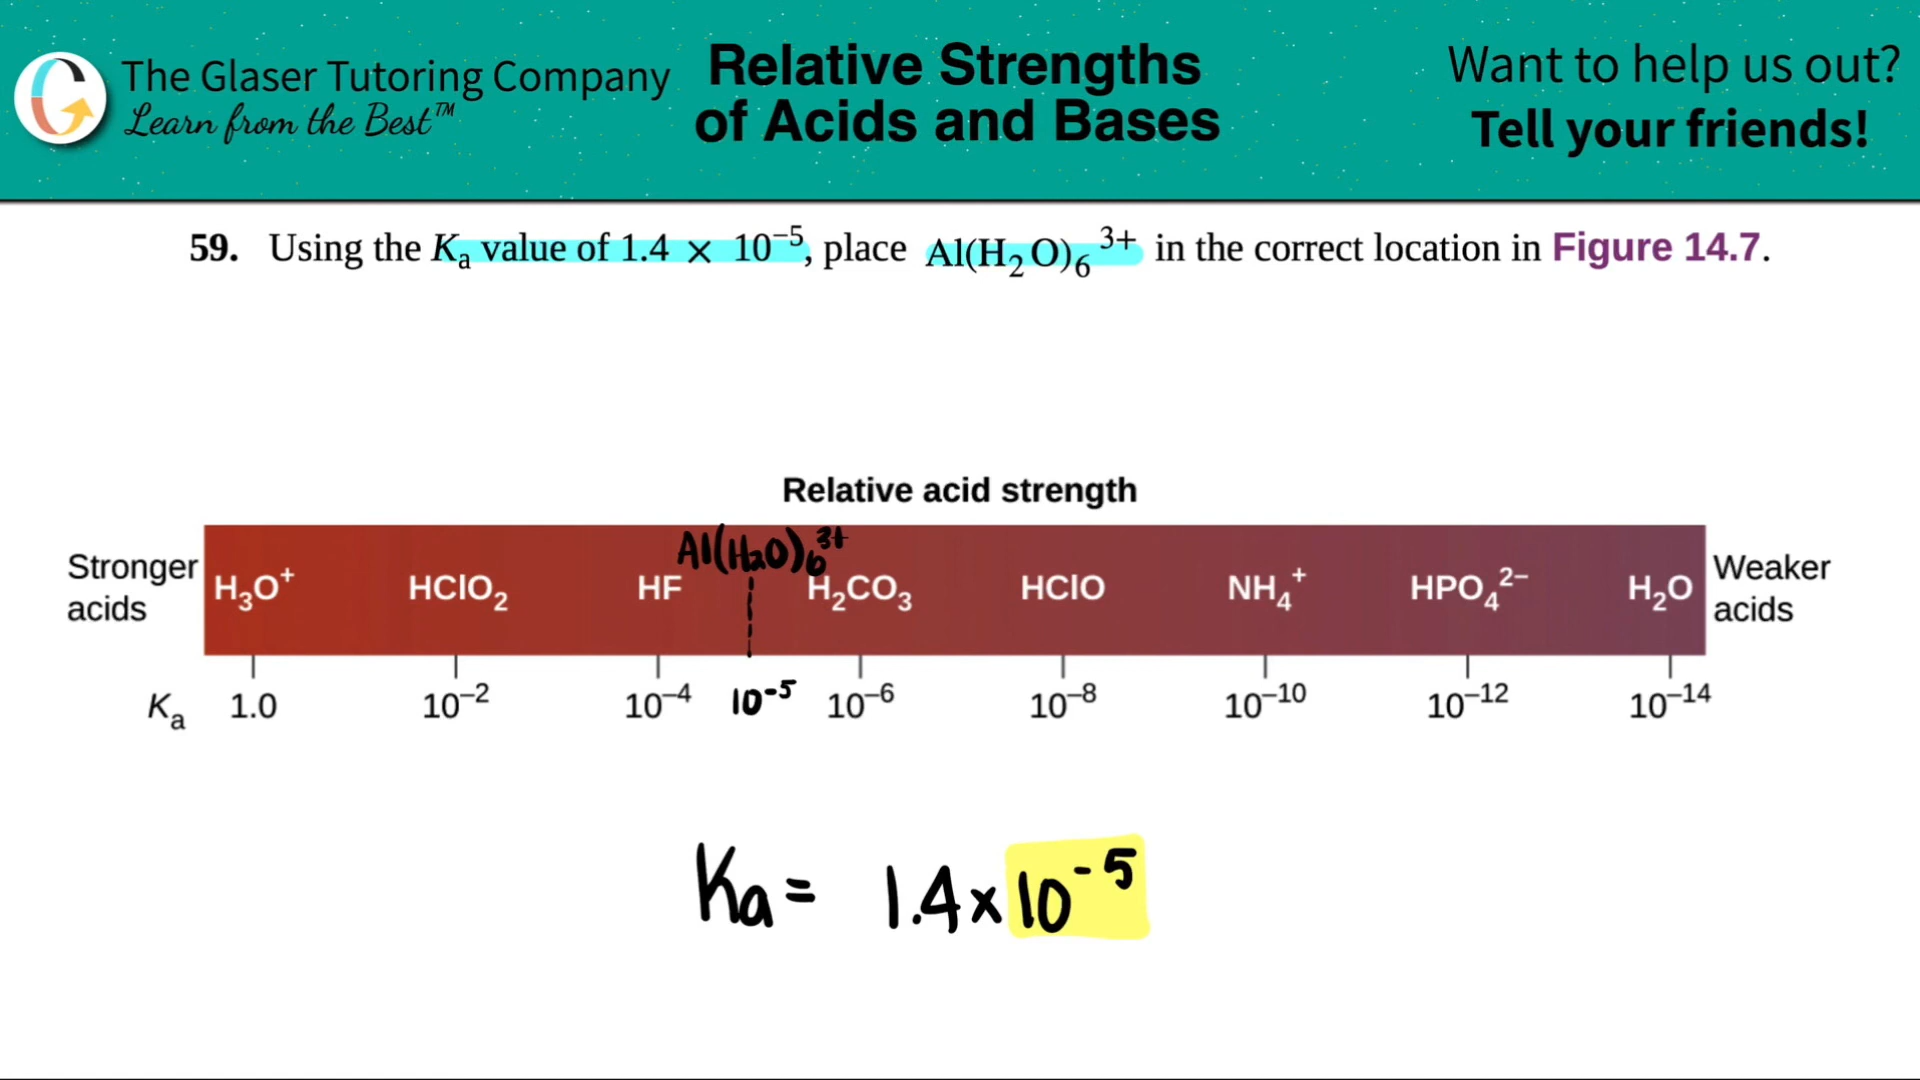 The Glaser Tutoring Company
Learn from the Best™
Relative Strengths
of Acids and Bases
Want to help us out?
Tell your friends!
59. Using the Kₐ value of 1.4 × 10⁻⁵, place Al(H₂O)₆³⁺ in the correct location in Figure 14.7.
Relative acid strength
Stronger
acids
Al(H₂O)₆³⁺
H₃O⁺ HClO₂ HF H₂CO₃ HClO NH₄⁺ HPO₄²⁻ H₂O
Weaker
acids
Kₐ 1.0 10⁻² 10⁻⁴ 10⁻⁵ 10⁻⁶ 10⁻⁸ 10⁻¹⁰ 10⁻¹² 10⁻¹⁴
Ka = 1.4 x 10⁻⁵